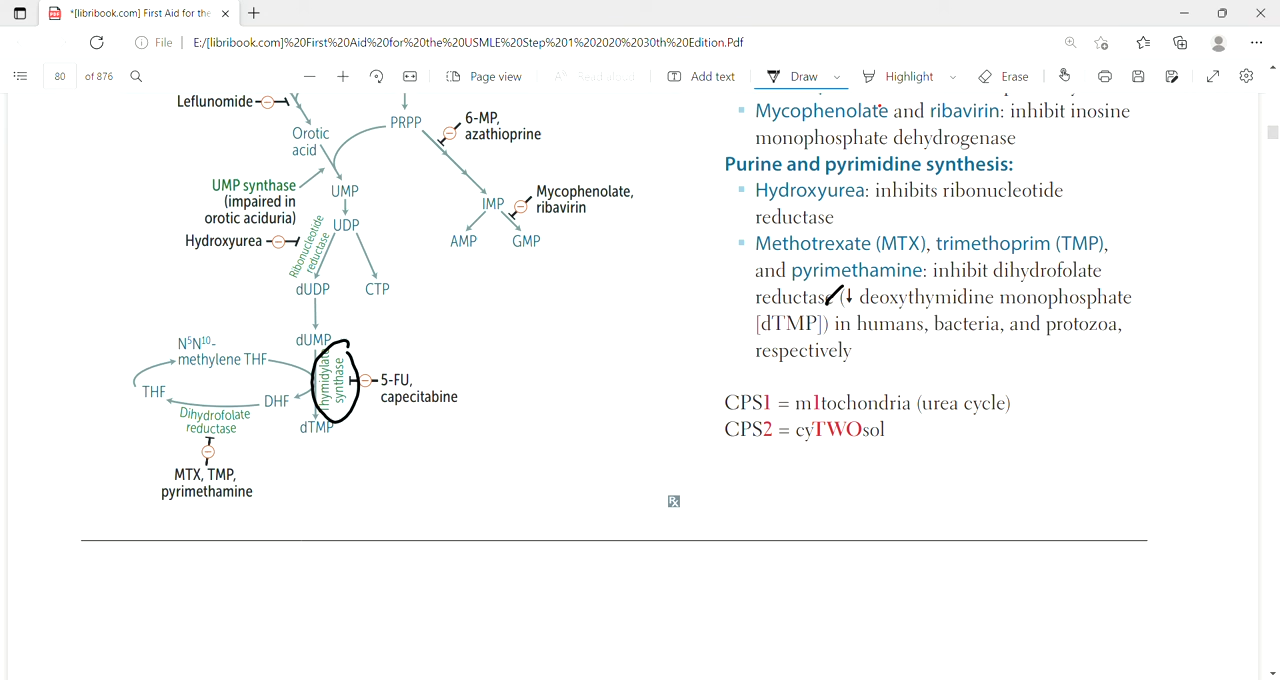 *[libribook.com] First Aid for the
File
E:/[libribook.com]%20First%20Aid%20for%20the%20USMLE%20Step%201%202020%2030th%20Edition.Pdf
80 of 876
Page view
Read aloud
Add text
Draw
Highlight
Erase
Leflunomide
Orotic
acid
PRPP
6-MP,
azathioprine
UMP synthase
(impaired in
orotic aciduria)
UMP
IMP
Mycophenolate,
ribavirin
Hydroxyurea
Ribonucleotide
reductase
UDP
AMP
GMP
dUDP
CTP
dUMP
N5N10-
methylene THF
Thymidylate
synthase
5-FU,
capecitabine
THF
DHF
Dihydrofolate
reductase
dTMP
MTX, TMP,
pyrimethamine
Mycophenolate and ribavirin: inhibit inosine
monophosphate dehydrogenase
Purine and pyrimidine synthesis:
Hydroxyurea: inhibits ribonucleotide
reductase
Methotrexate (MTX), trimethoprim (TMP),
and pyrimethamine: inhibit dihydrofolate
reductase (↓ deoxythymidine monophosphate
[dTMP]) in humans, bacteria, and protozoa,
respectively
CPS1 = m1tochondria (urea cycle)
CPS2 = cyTWOsol
Rx